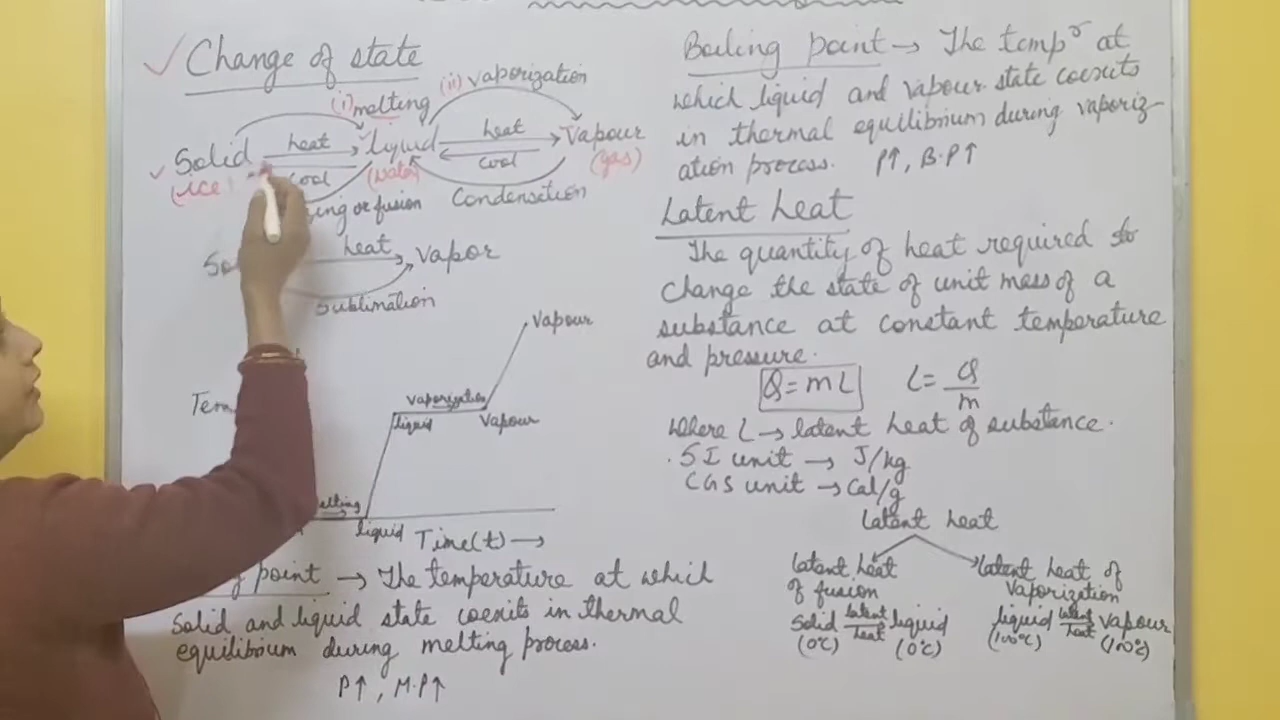 Change of state
(i) melting
(ii) vaporization
Solid heat liquid heat Vapour
(ice) cool (water) cool (gas)
ing or fusion Condensation
heat vapor
Sublimation
vapour
vaporization
liquid vapour
liquid Time(t) →
point → The temperature at which
Solid and liquid state coexits in thermal
equilibrium during melting process.
P↑, M.P↑
Boiling point → The tempr at
which liquid and vapour state coexits
in thermal equilibrium during vaporiz-
ation process. P↑, B.P↑
Latent heat
The quantity of heat required to
change the state of unit mass of a
substance at constant temperature
and pressure.
Q = mL L = Q/m
where L → latent heat of substance.
SI unit → J/kg
CGS unit → Cal/g
latent heat
latent heat of fusion
Solid latent heat liquid
(0°C) (0°C)
latent heat of Vaporization
liquid latent heat vapour
(100°C) (100°C)